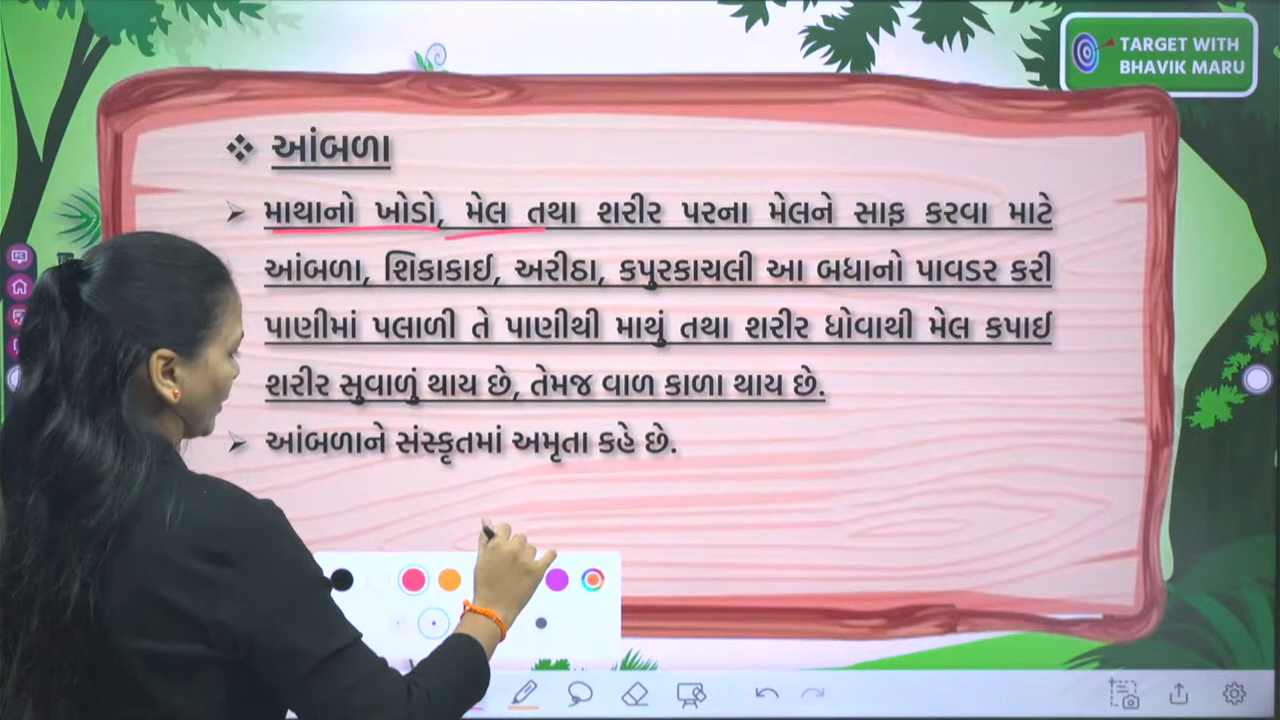 TARGET WITH
BHAVIK MARU
❖ આંબળા
➢ માથાનો ખોડો, મેલ તથા શરીર પરના મેલને સાફ કરવા માટે
આંબળા, શિકાકાઈ, અરીઠા, કપુરકાચલી આ બધાનો પાવડર કરી
પાણીમાં પલાળી તે પાણીથી માથું તથા શરીર ધોવાથી મેલ કપાઈ
શરીર સુવાળું થાય છે, તેમજ વાળ કાળા થાય છે.
➢ આંબળાને સંસ્કૃતમાં અમૃતા કહે છે.